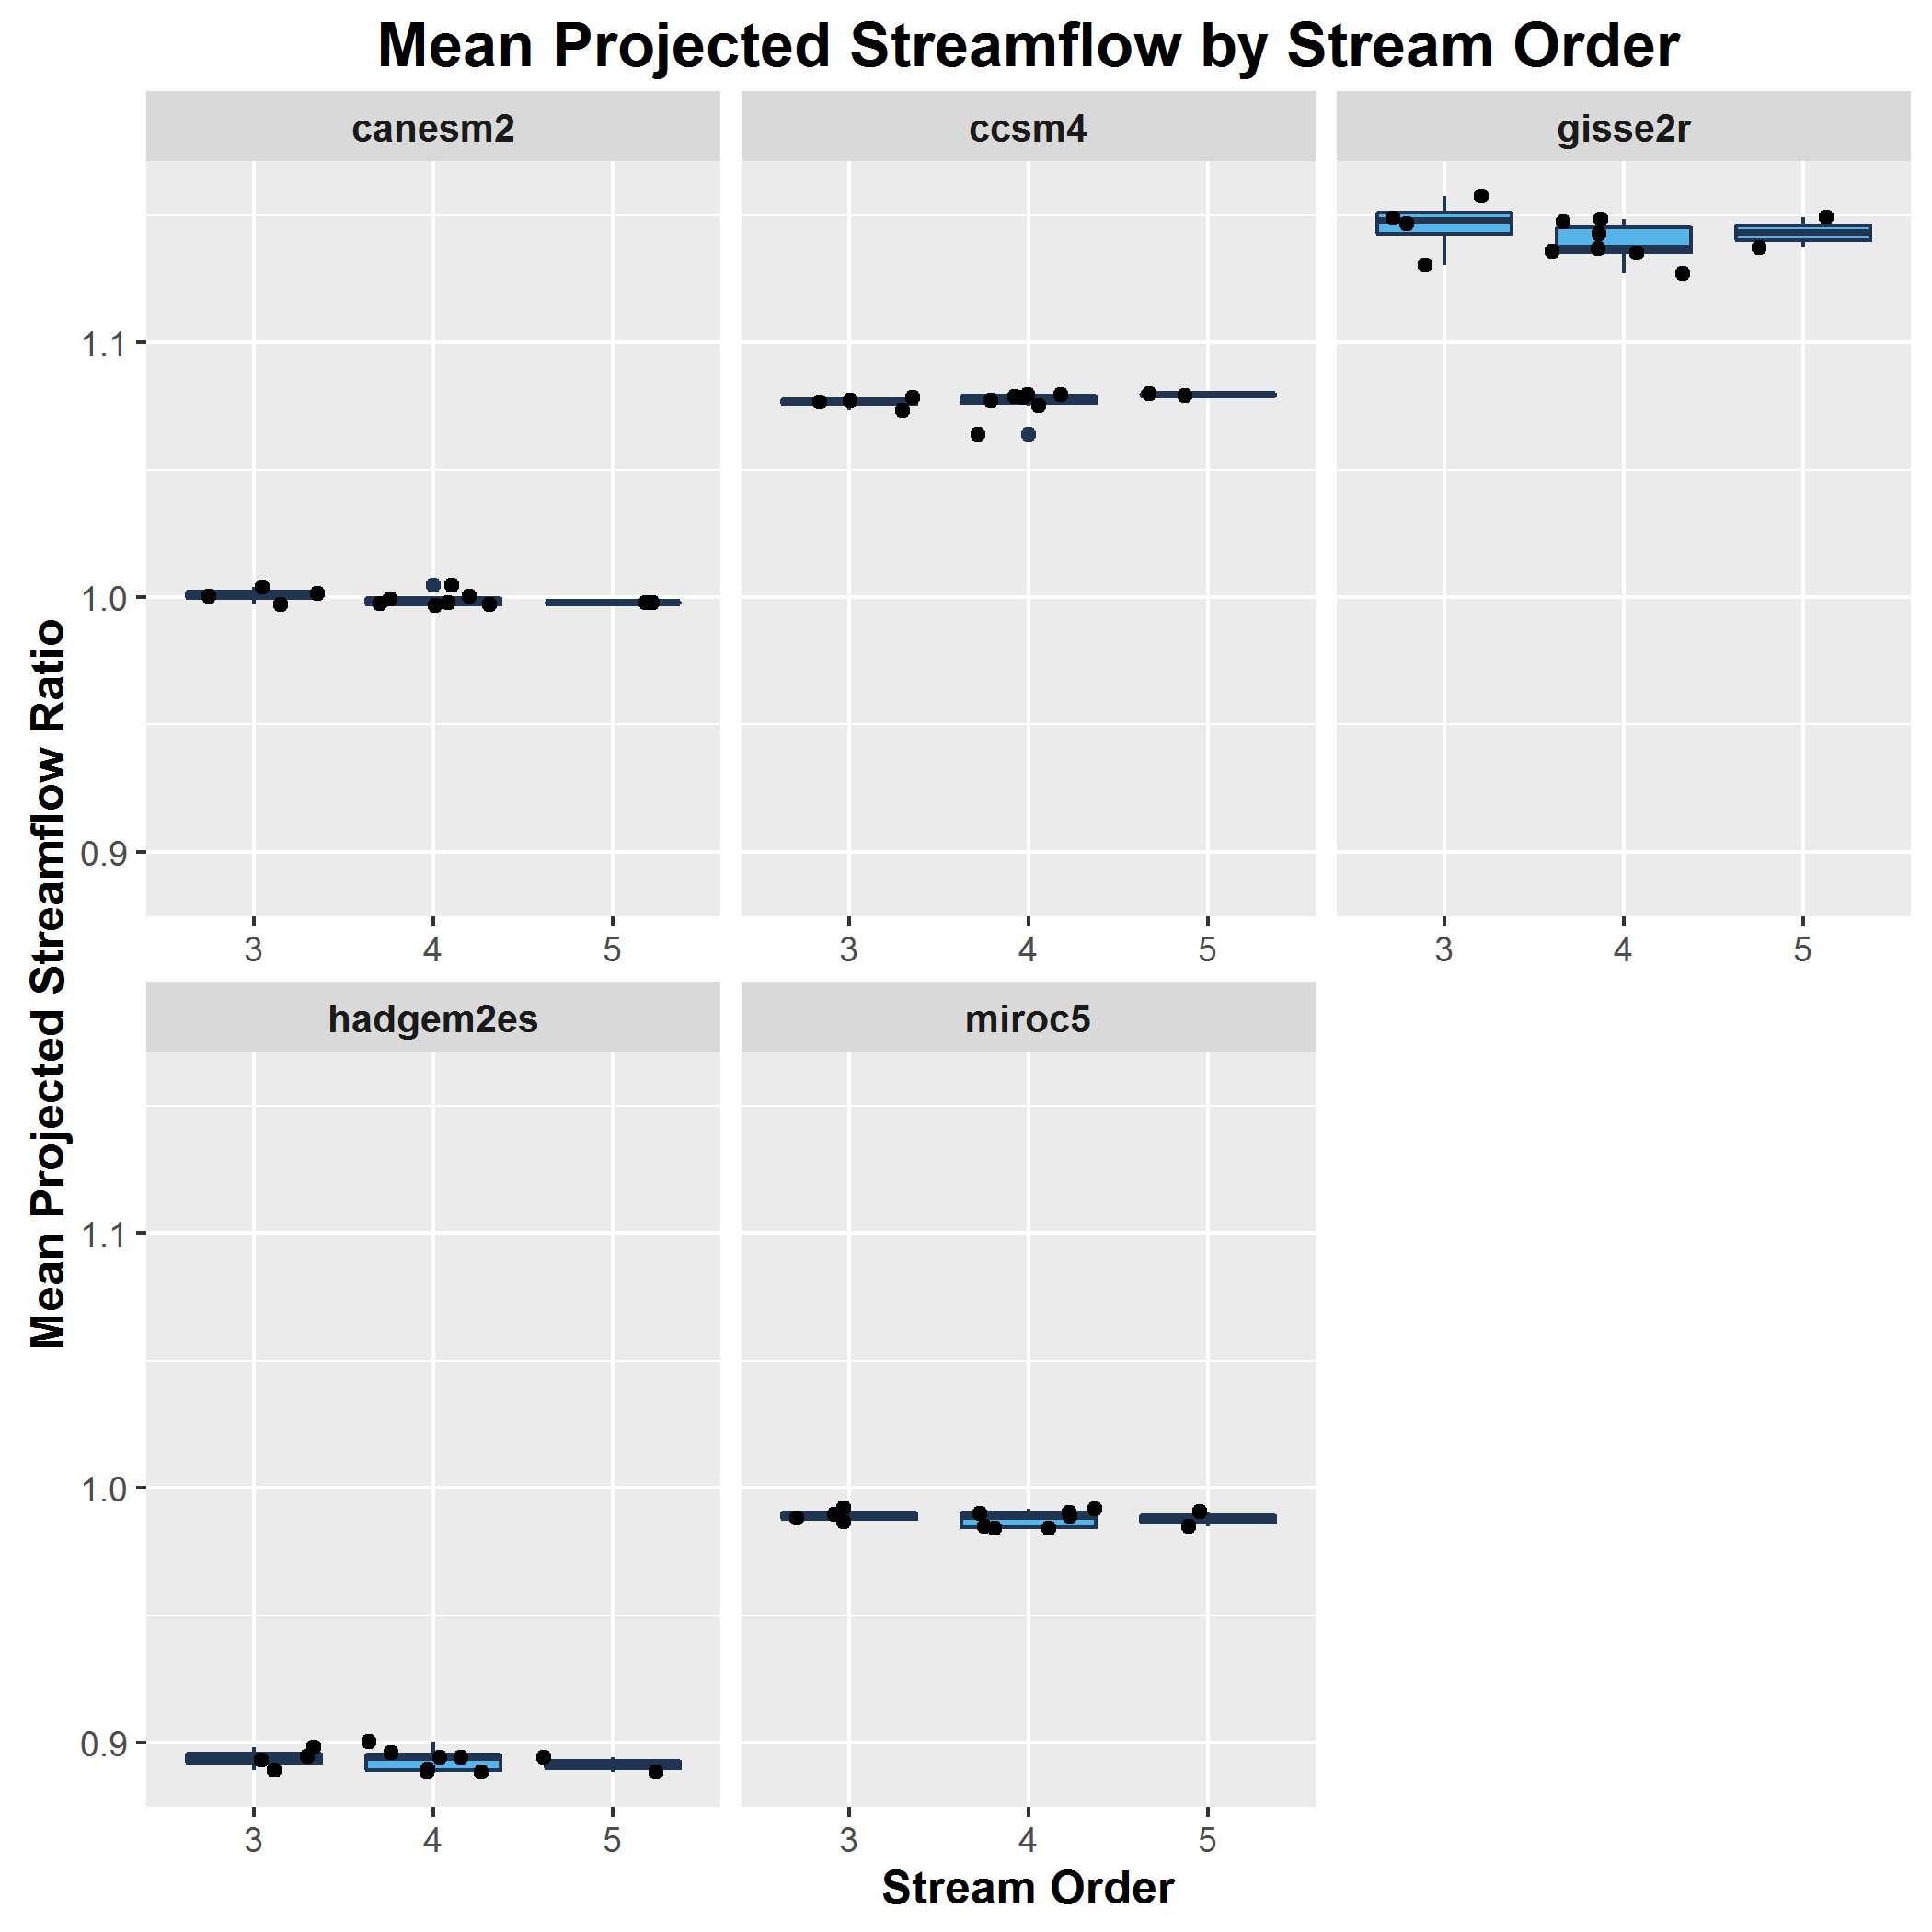 Mean Projected Streamflow by Stream Order
canesm2 ccsm4 gisse2r
1.1
1.0
0.9
3 4 5 3 4 5 3 4 5
Mean Projected Streamflow Ratio
hadgem2es miroc5
1.1
1.0
0.9
3 4 5 3 4 5
Stream Order